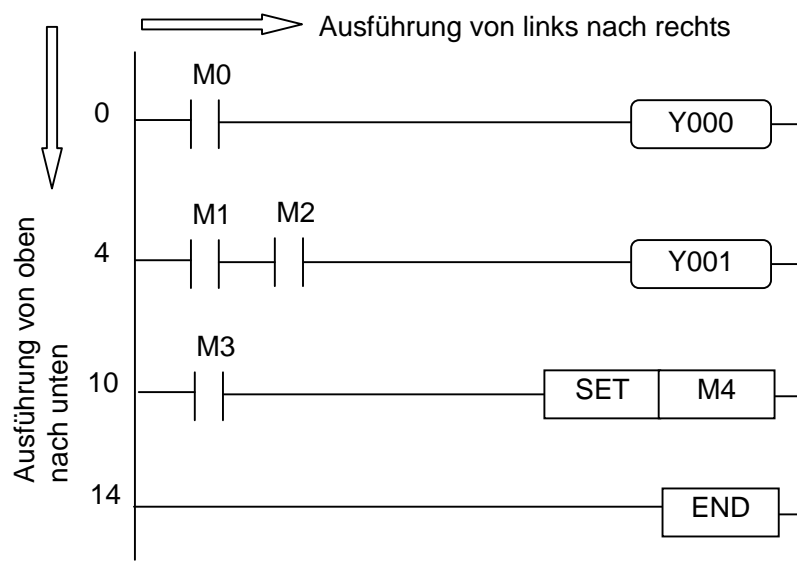 Ausführung von links nach rechts
Ausführung von oben
nach unten
M0
0 Y000
M1 M2
4 Y001
M3
10 SET M4
14 END